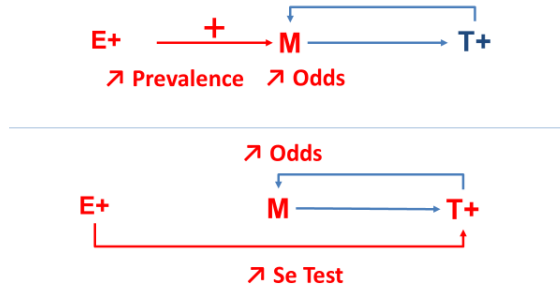 E+ + M T+
↗ Prevalence ↗ Odds
↗ Odds
E+ M T+
↗ Se Test